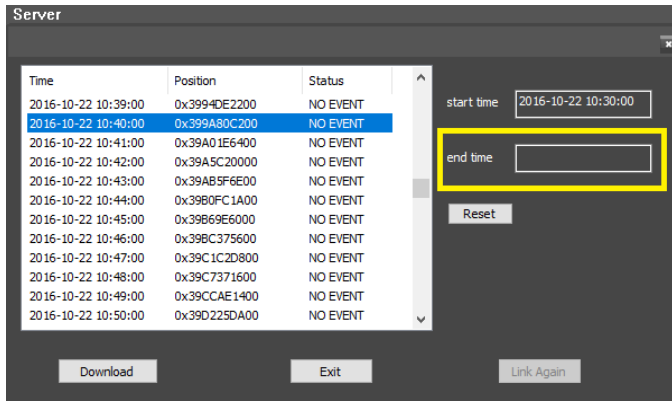 Server
Time Position Status
2016-10-22 10:39:00 0x3994DE2200 NO EVENT
2016-10-22 10:40:00 0x399A80C200 NO EVENT
2016-10-22 10:41:00 0x39A01E6400 NO EVENT
2016-10-22 10:42:00 0x39A5C20000 NO EVENT
2016-10-22 10:43:00 0x39AB5F6E00 NO EVENT
2016-10-22 10:44:00 0x39B0FC1A00 NO EVENT
2016-10-22 10:45:00 0x39B69E6000 NO EVENT
2016-10-22 10:46:00 0x39BC375600 NO EVENT
2016-10-22 10:47:00 0x39C1C2D800 NO EVENT
2016-10-22 10:48:00 0x39C7371600 NO EVENT
2016-10-22 10:49:00 0x39CCAE1400 NO EVENT
2016-10-22 10:50:00 0x39D225DA00 NO EVENT
start time 2016-10-22 10:30:00
end time
Reset
Download Exit Link Again